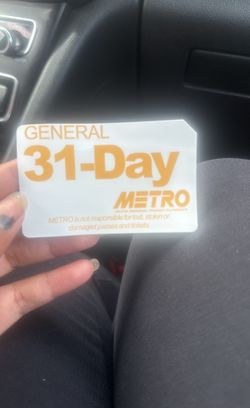 GENERAL
31-Day
METRO
METRO is not responsible for lost, stolen or
damaged passes and tickets.